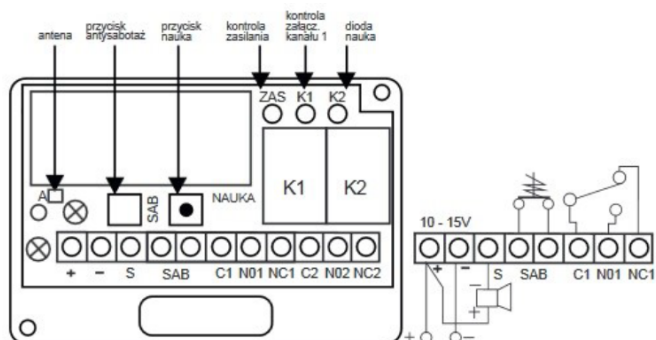 antena
przycisk
antysabotaż
przycisk
nauka
kontrola
zasilania
kontrola
załącz.
kanału 1
dioda
nauka
ZAS K1 K2
A
SAB
NAUKA
K1 K2
+ − S SAB C1 N01 NC1 C2 N02 NC2
10 - 15V
+ − S SAB C1 N01 NC1
−
+
+ −